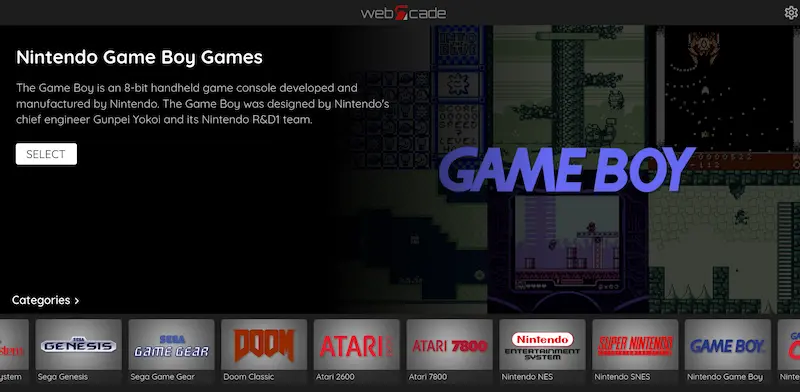 webЯcade
Nintendo Game Boy Games
The Game Boy is an 8-bit handheld game console developed and
manufactured by Nintendo. The Game Boy was designed by Nintendo's
chief engineer Gunpei Yokoi and its Nintendo R&D1 team.
SELECT
GAME BOY
Categories >
SEGA GENESIS
SEGA GAME GEAR
DOOM
ATARI
ATARI 7800
Nintendo
ENTERTAINMENT
SYSTEM
SUPER NINTENDO
GAME BOY
ystem
Sega Genesis
Sega Game Gear
Doom Classic
Atari 2600
Atari 7800
Nintendo NES
Nintendo SNES
Nintendo Game Boy
Ninte